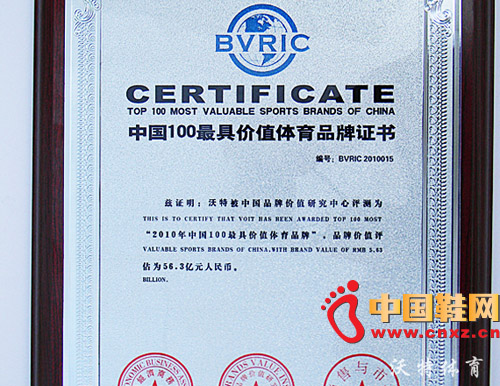 BVRIC
CERTIFICATE
TOP 100 MOST VALUABLE SPORTS BRANDS OF CHINA
中国100最具价值体育品牌证书
编号:BVRIC 2010015
兹证明:沃特被中国品牌价值研究中心评测为
THIS IS TO CERTIFY THAT VOIT HAS BEEN AWARDED TOP 100 MOST
“2010年中国100最具价值体育品牌”。品牌价值评
VALUABLE SPORTS BRANDS OF CHINA.WITH BRAND VALUE OF RMB 5.63
估为56.3亿元人民币。
BILLION.
中国鞋网
www.cnxz.cn
沃特体育